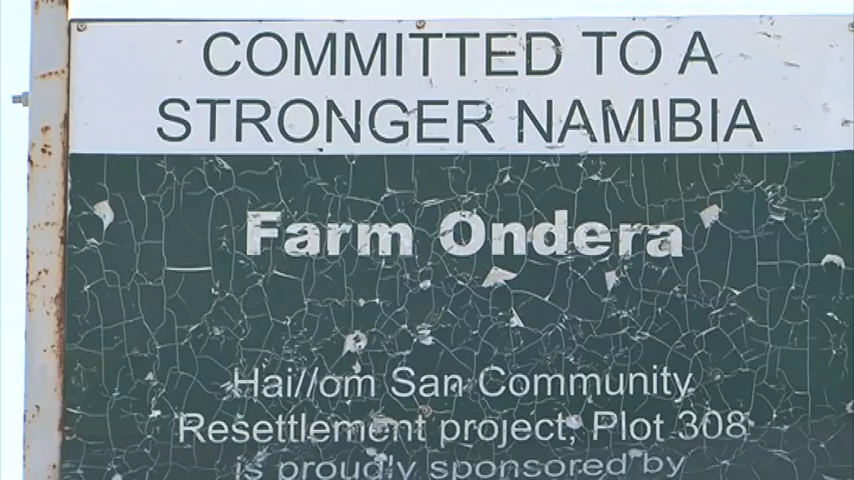 COMMITTED TO A
STRONGER NAMIBIA
Farm Ondera
Hai//om San Community
Resettlement project, Plot 308
is proudly sponsored by